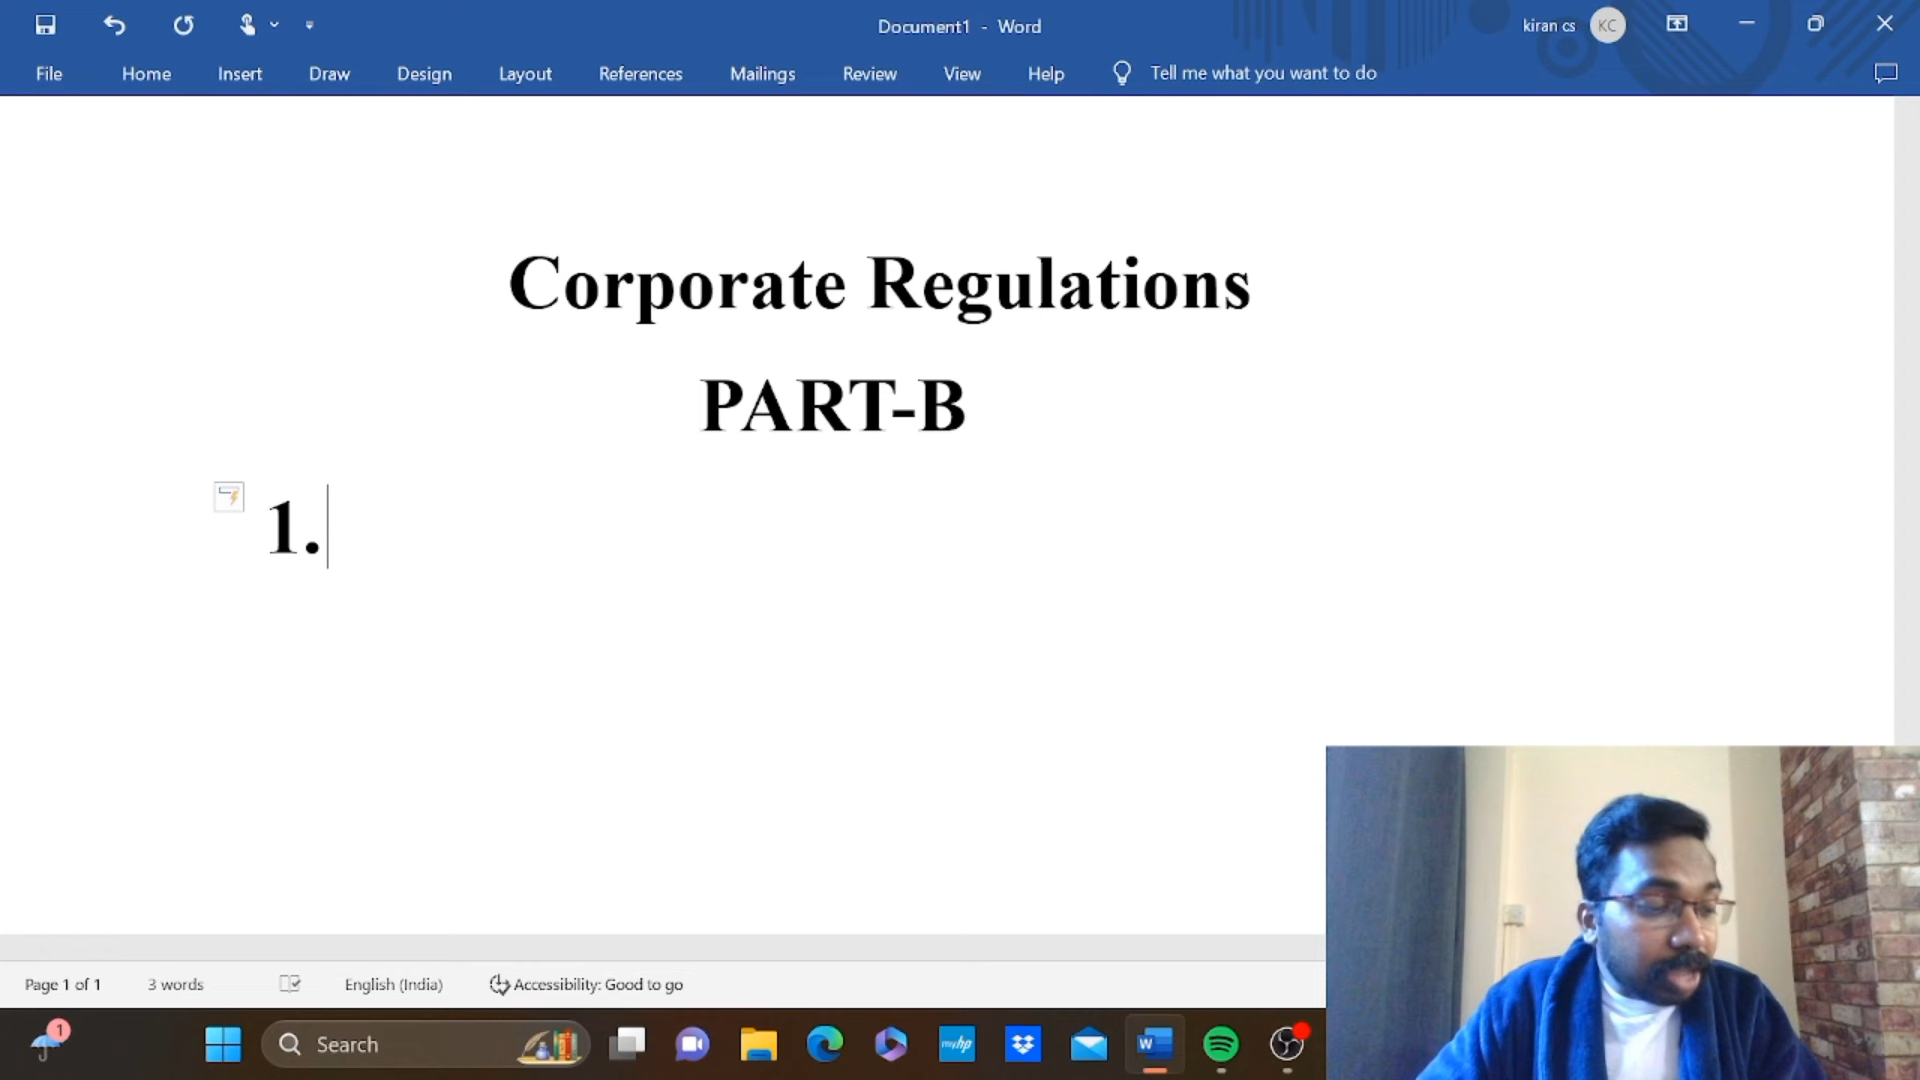 Document1 - Word
kiran cs KC
File Home Insert Draw Design Layout References Mailings Review View Help Tell me what you want to do
Corporate Regulations
PART-B
1.
Page 1 of 1 3 words English (India) Accessibility: Good to go
1 Search myhp W